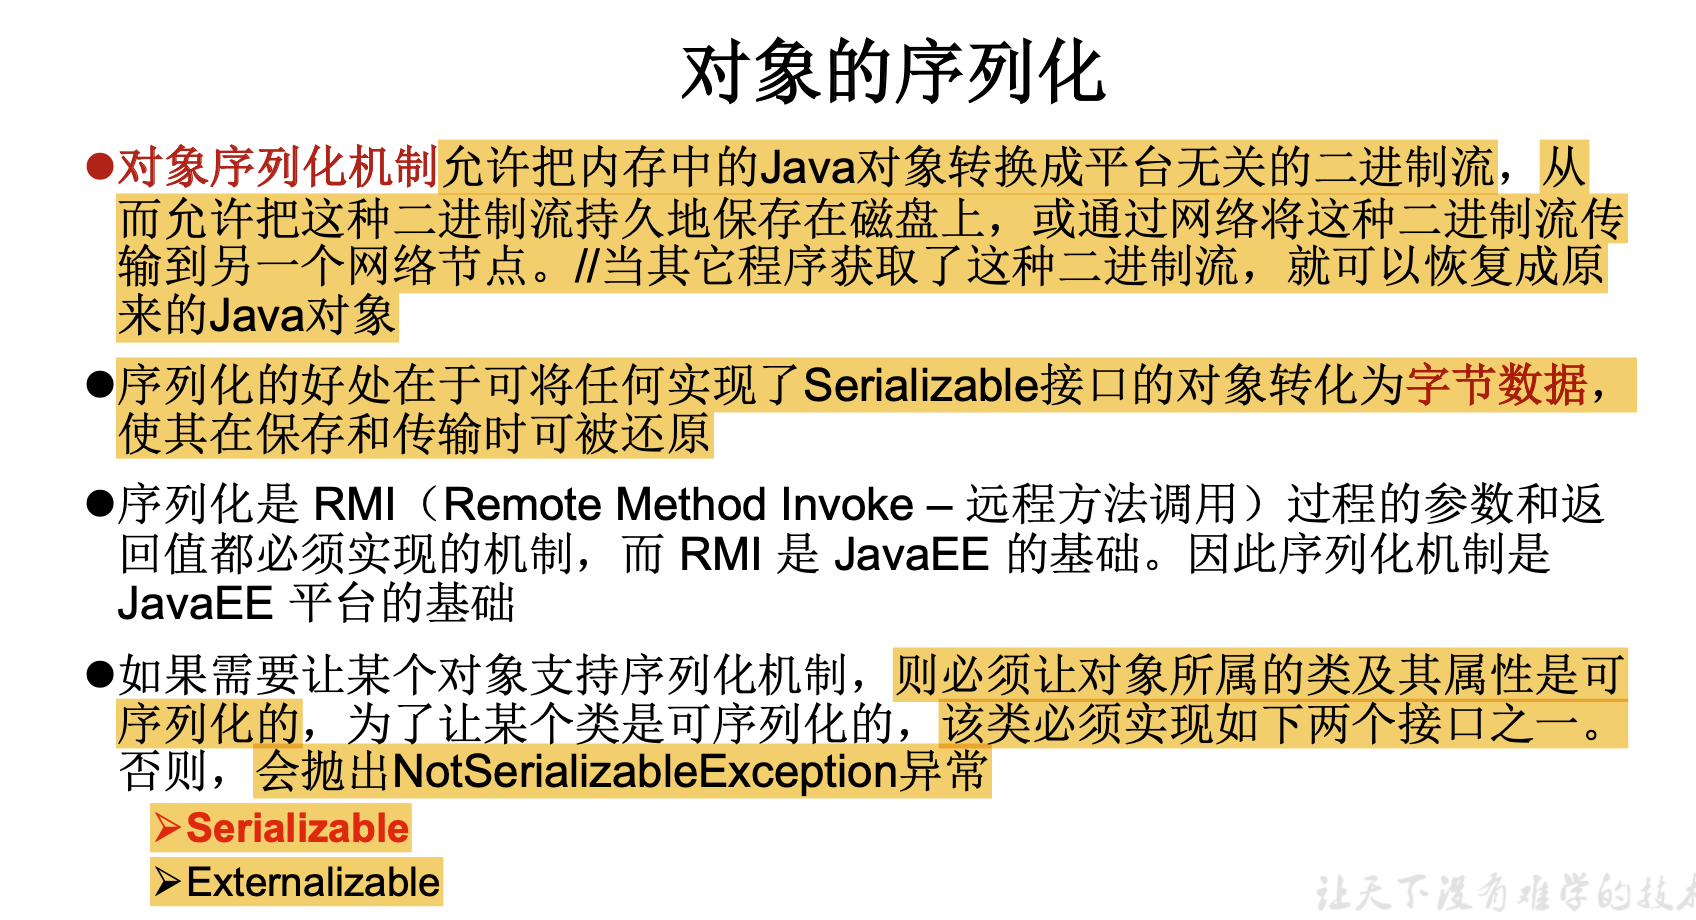 对象的序列化
●对象序列化机制允许把内存中的Java对象转换成平台无关的二进制流，从
而允许把这种二进制流持久地保存在磁盘上，或通过网络将这种二进制流传
输到另一个网络节点。//当其它程序获取了这种二进制流，就可以恢复成原
来的Java对象
●序列化的好处在于可将任何实现了Serializable接口的对象转化为字节数据，
使其在保存和传输时可被还原
●序列化是 RMI（Remote Method Invoke – 远程方法调用）过程的参数和返
回值都必须实现的机制，而 RMI 是 JavaEE 的基础。因此序列化机制是
JavaEE 平台的基础
●如果需要让某个对象支持序列化机制，则必须让对象所属的类及其属性是可
序列化的，为了让某个类是可序列化的，该类必须实现如下两个接口之一。
否则，会抛出NotSerializableException异常
➢Serializable
➢Externalizable
让天下没有难学的技术